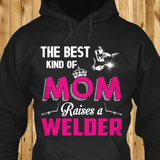 THE BEST
KIND OF
MOM
Raises a
WELDER